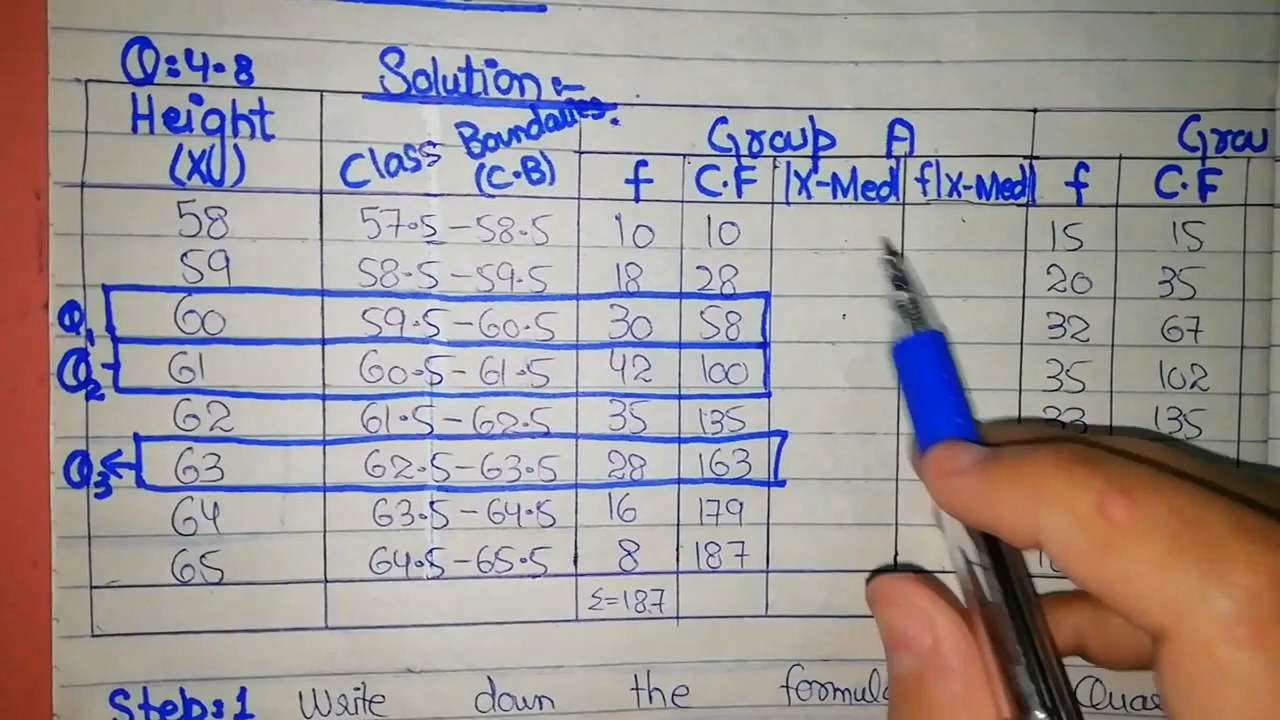 Q:4.8 Solution:-
Height (X) Class Boundaries. (C.B) Group A
f C.F |X-Med| f|X-Med| f C.F
58 57.5-58.5 10 10 15 15
59 58.5-59.5 18 28 20 35
Q1 60 59.5-60.5 30 58 32 67
Q2 61 60.5-61.5 42 100 35 102
62 61.5-62.5 35 135 33 135
Q3 63 62.5-63.5 28 163
64 63.5-64.5 16 179
65 64.5-65.5 8 187
Σ=187
Step:1 Write down the